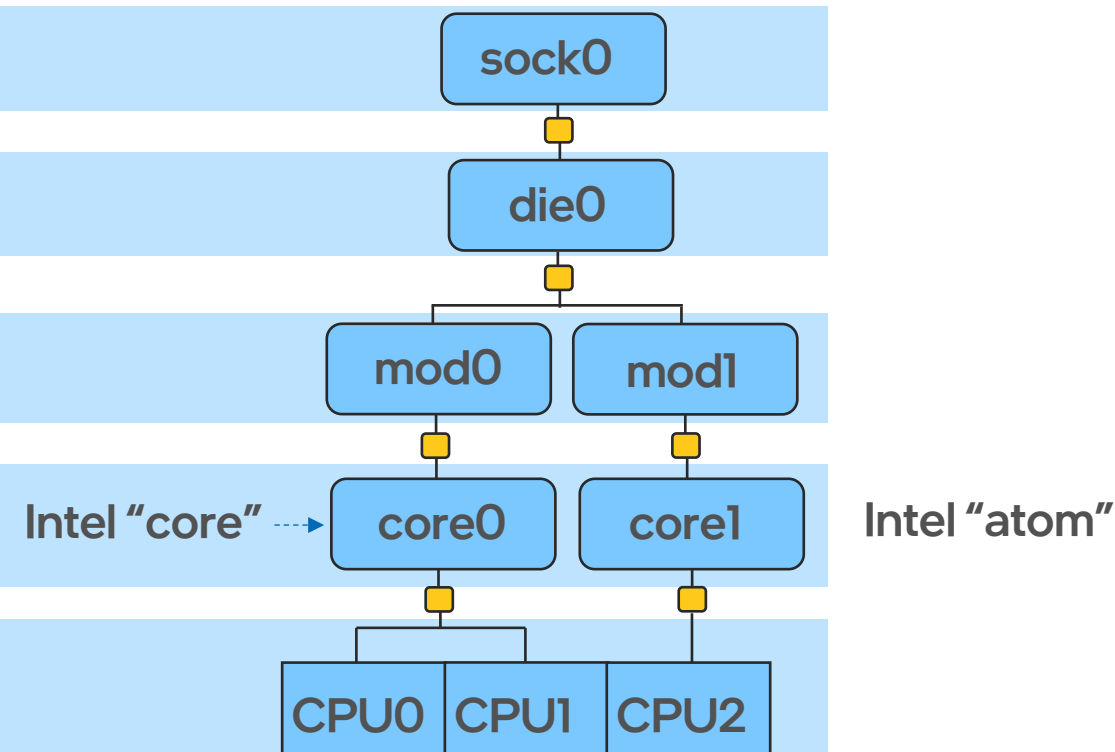 sock0
die0
mod0 mod1
Intel “core” core0 core1 Intel “atom”
CPU0 CPU1 CPU2